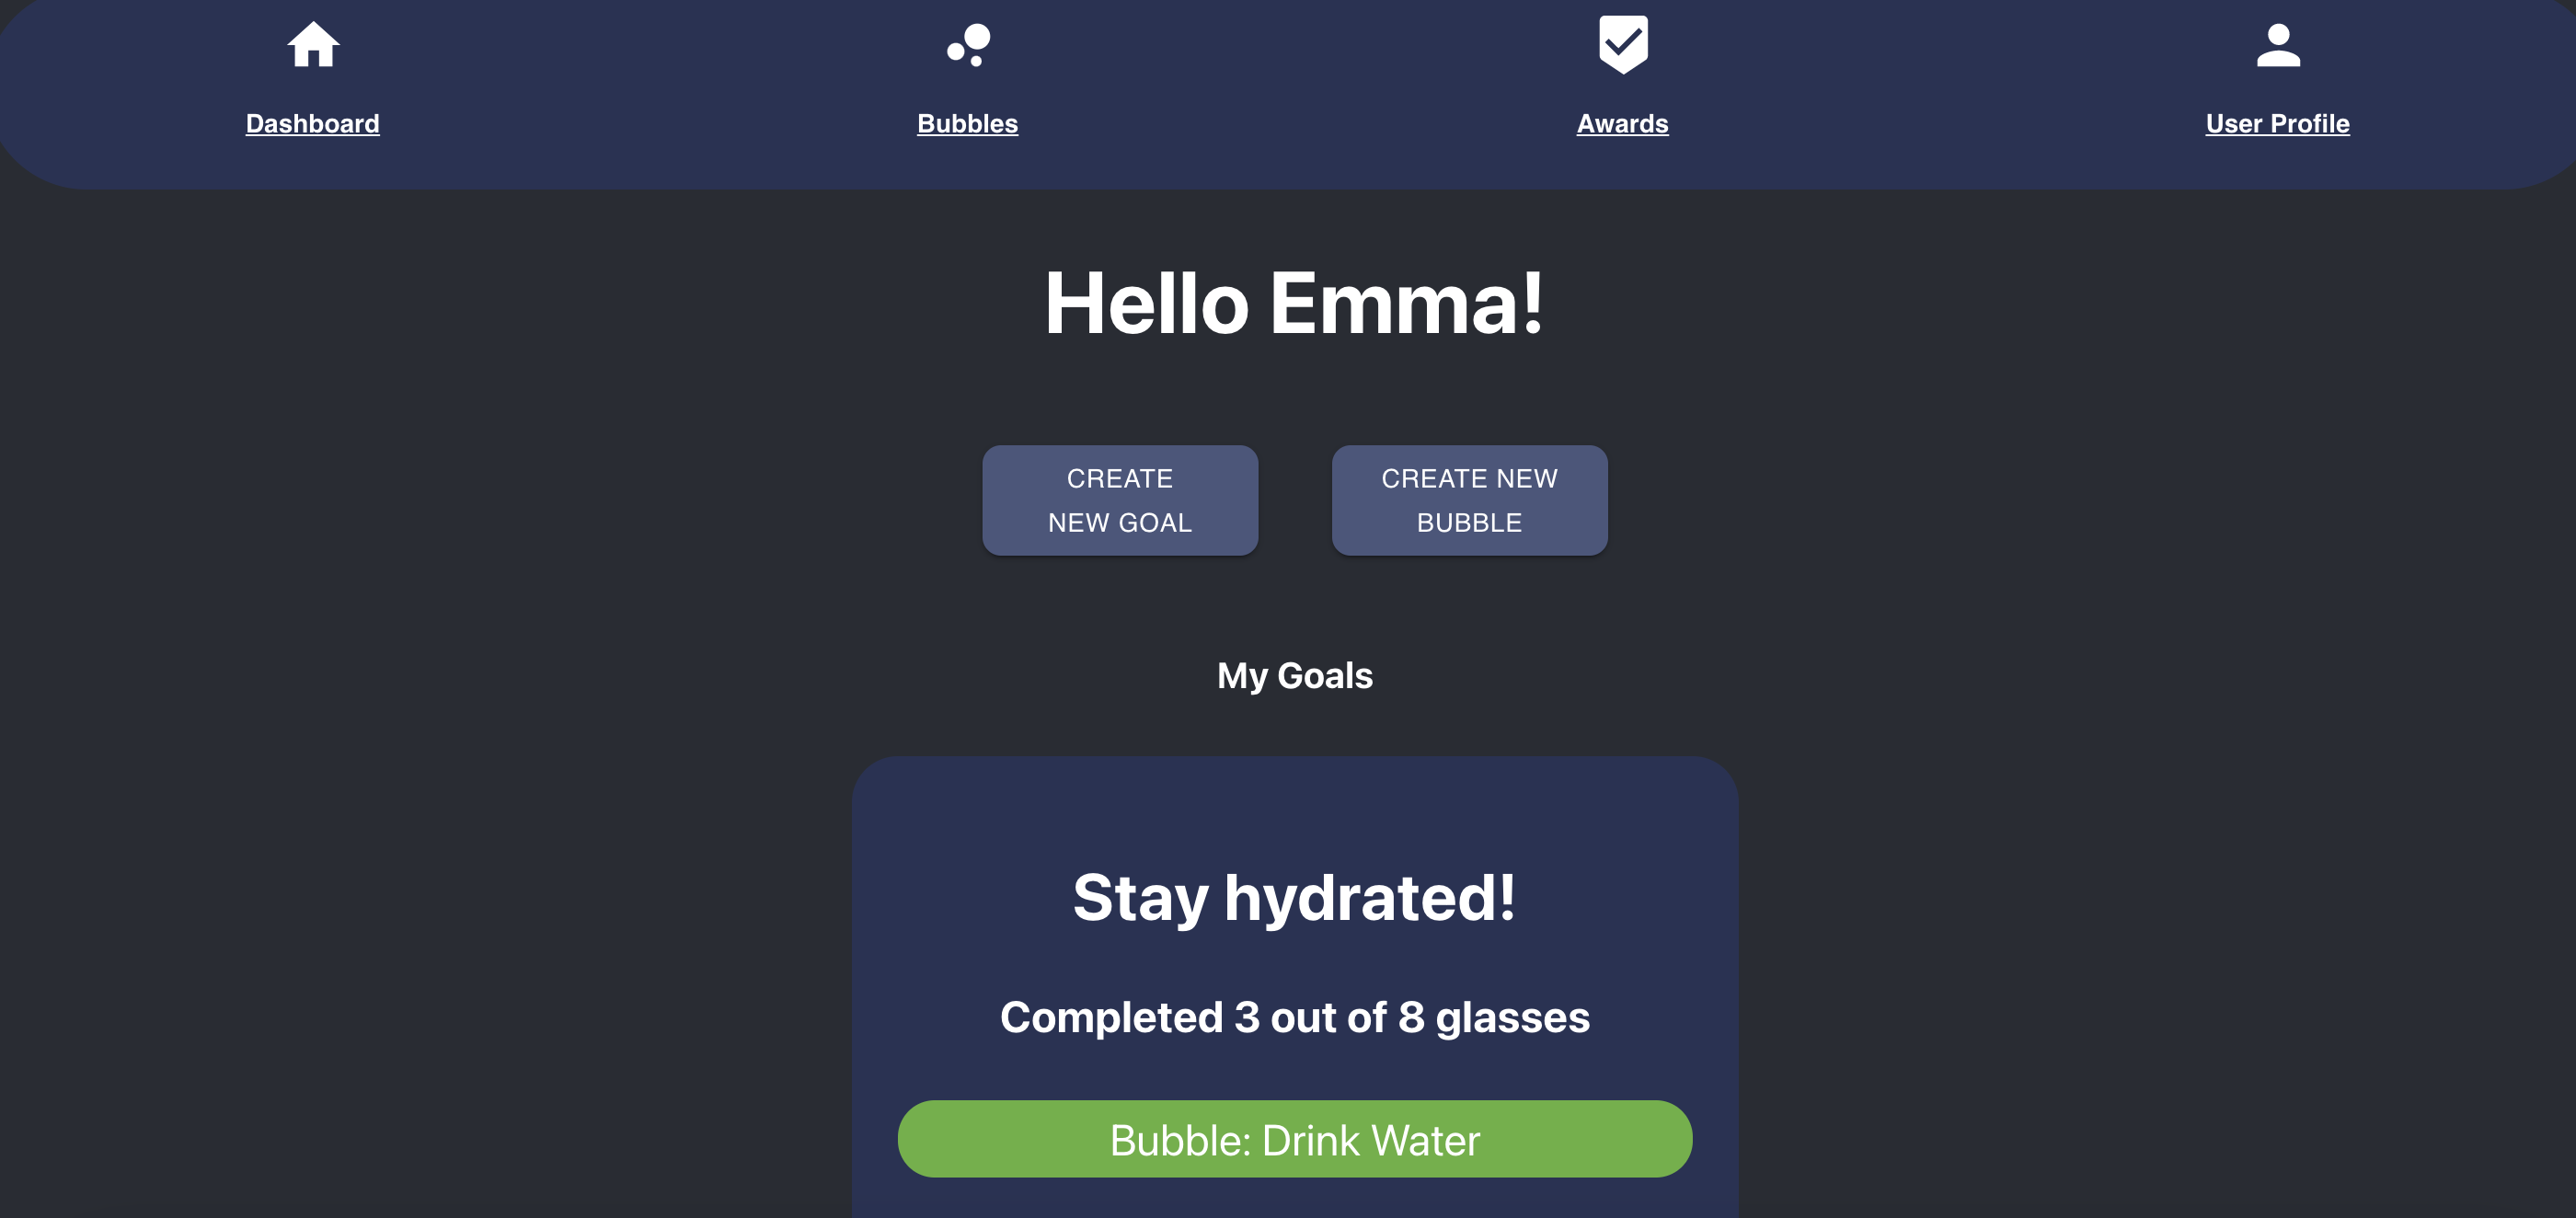 Dashboard
Bubbles
Awards
User Profile
Hello Emma!
CREATE
NEW GOAL
CREATE NEW
BUBBLE
My Goals
Stay hydrated!
Completed 3 out of 8 glasses
Bubble: Drink Water